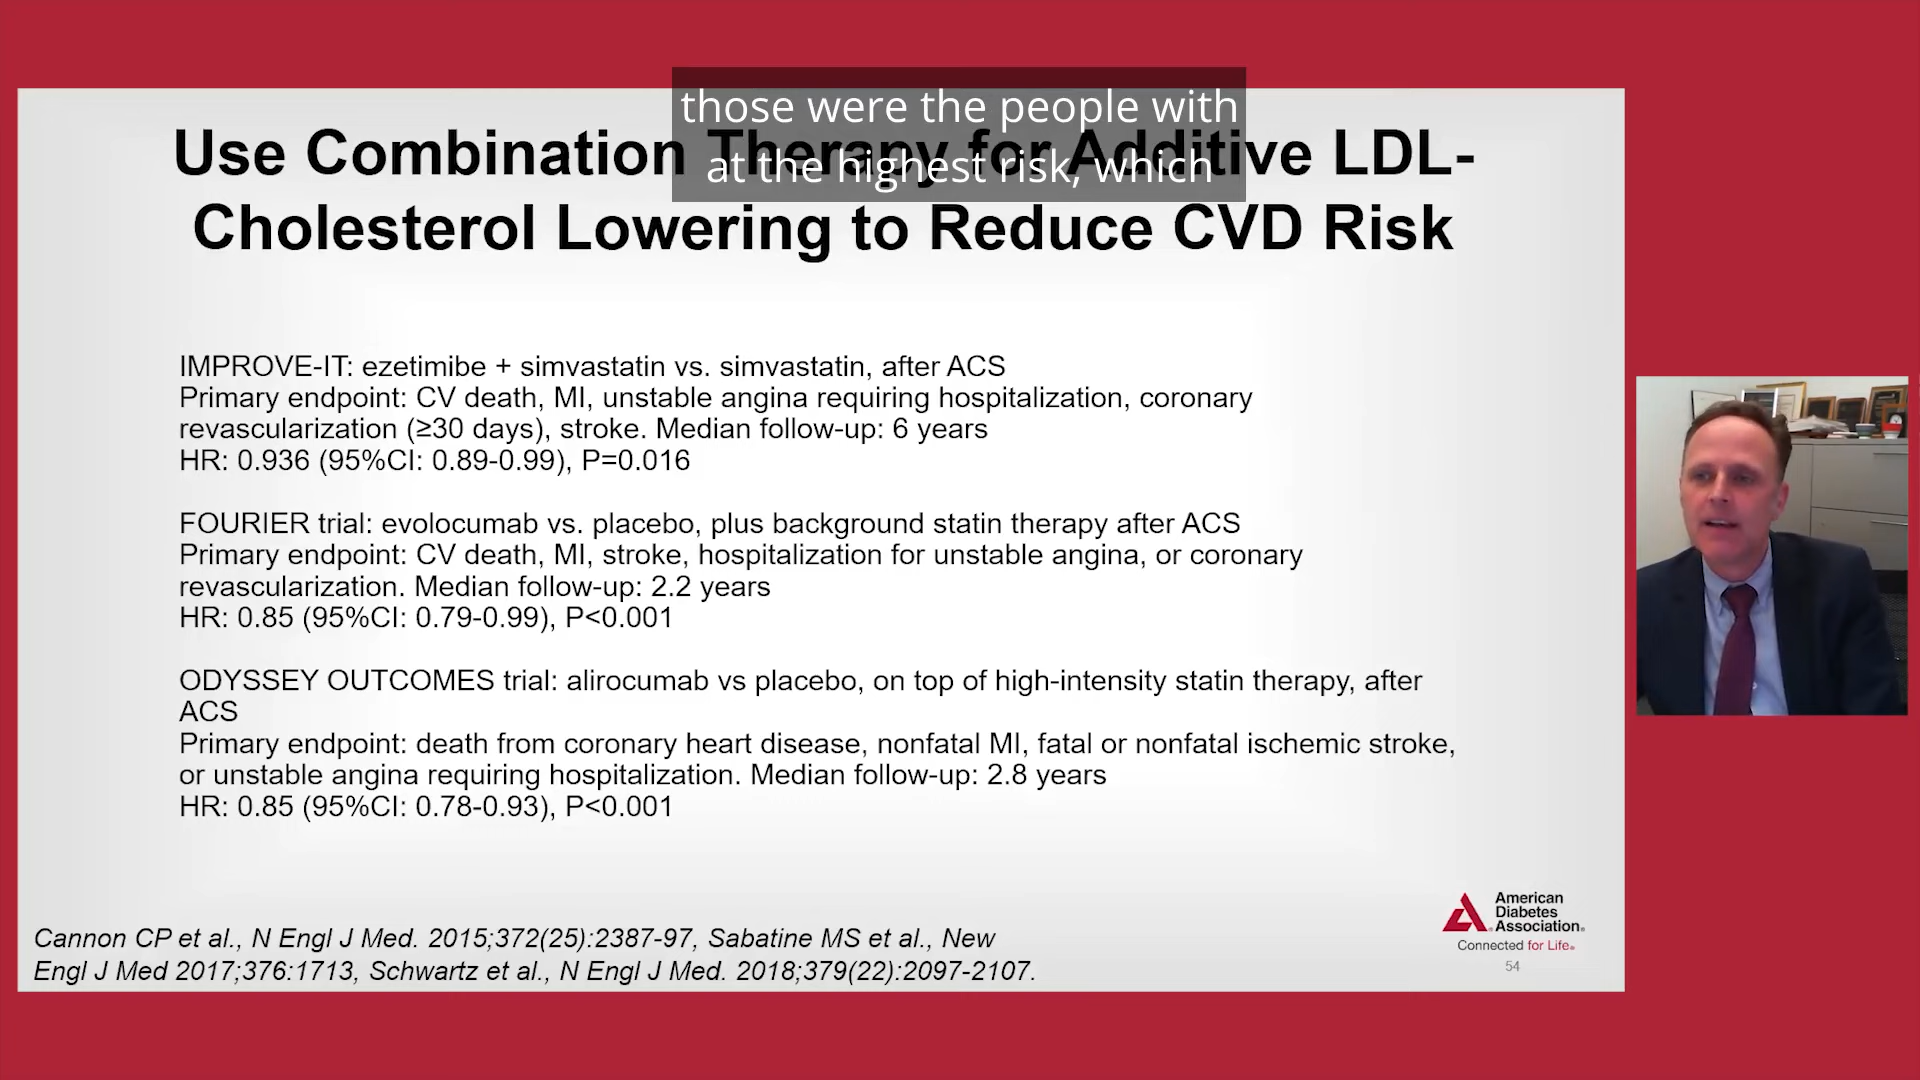 those were the people with
at the highest risk, which
Use Combination Therapy for Additive LDL-
Cholesterol Lowering to Reduce CVD Risk
IMPROVE-IT: ezetimibe + simvastatin vs. simvastatin, after ACS
Primary endpoint: CV death, MI, unstable angina requiring hospitalization, coronary
revascularization (≥30 days), stroke. Median follow-up: 6 years
HR: 0.936 (95%CI: 0.89-0.99), P=0.016
FOURIER trial: evolocumab vs. placebo, plus background statin therapy after ACS
Primary endpoint: CV death, MI, stroke, hospitalization for unstable angina, or coronary
revascularization. Median follow-up: 2.2 years
HR: 0.85 (95%CI: 0.79-0.99), P<0.001
ODYSSEY OUTCOMES trial: alirocumab vs placebo, on top of high-intensity statin therapy, after
ACS
Primary endpoint: death from coronary heart disease, nonfatal MI, fatal or nonfatal ischemic stroke,
or unstable angina requiring hospitalization. Median follow-up: 2.8 years
HR: 0.85 (95%CI: 0.78-0.93), P<0.001
Cannon CP et al., N Engl J Med. 2015;372(25):2387-97, Sabatine MS et al., New
Engl J Med 2017;376:1713, Schwartz et al., N Engl J Med. 2018;379(22):2097-2107.
American
Diabetes
Association®
Connected for Life®
54